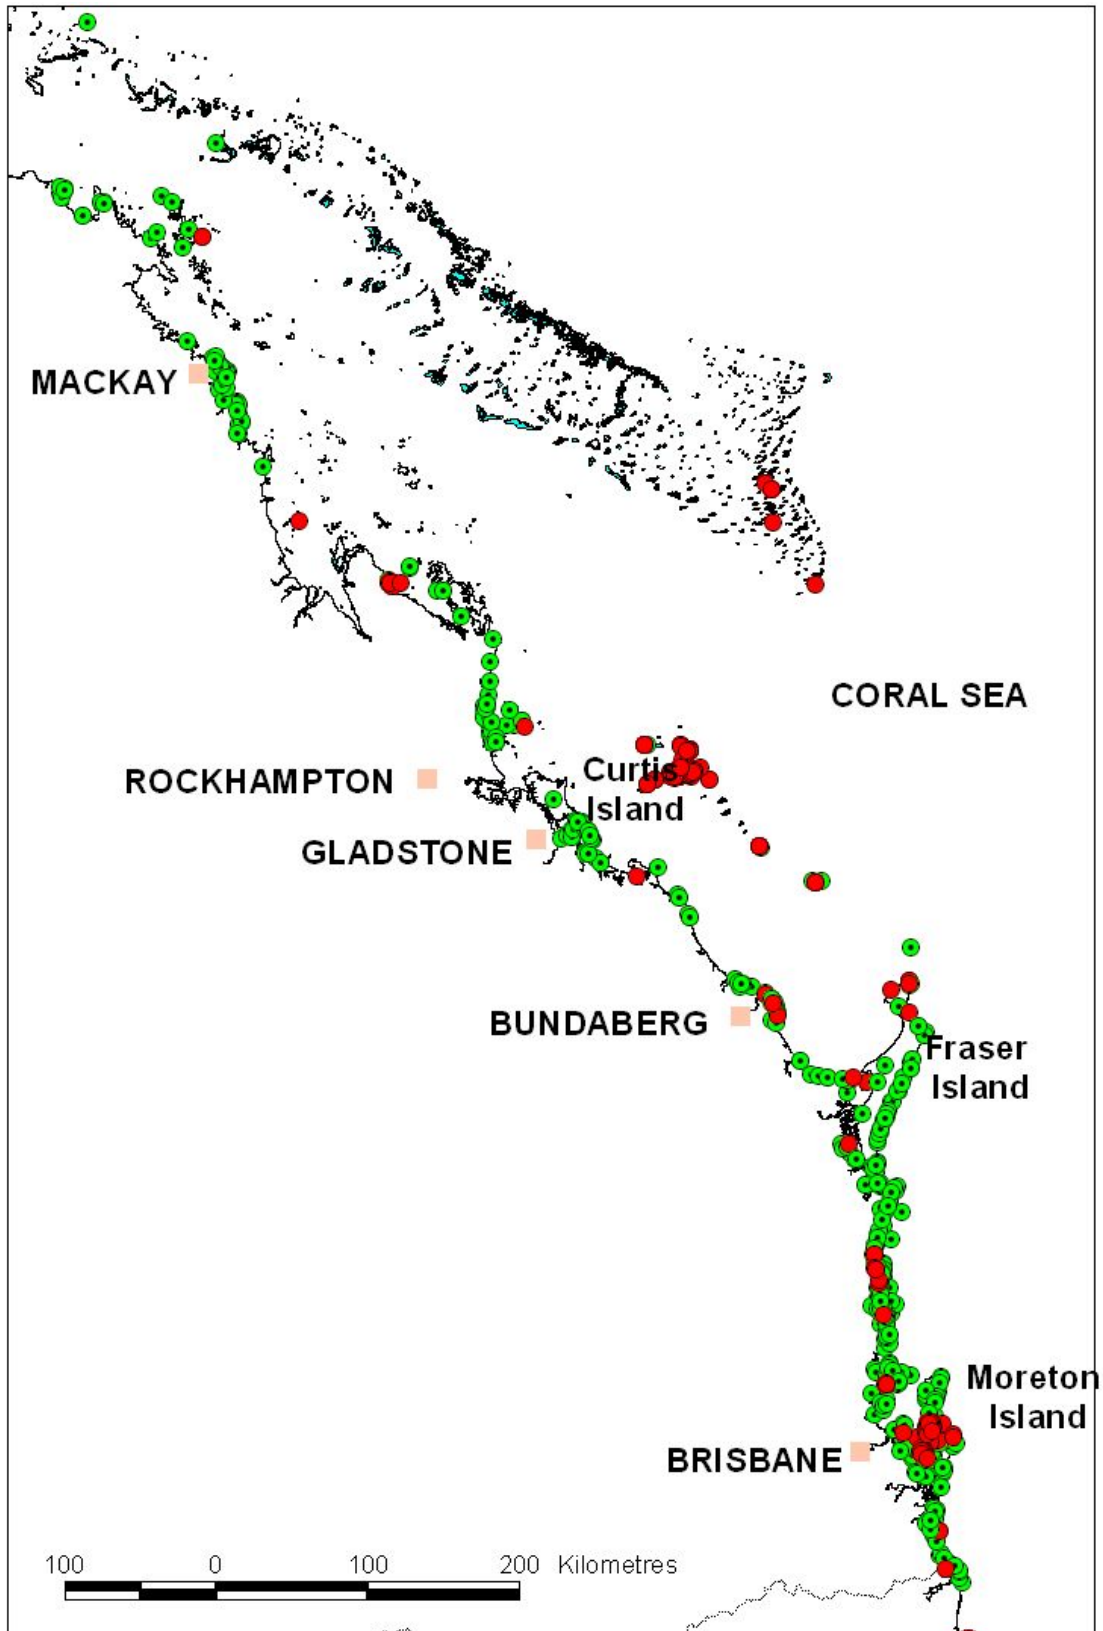 MACKAY
CORAL SEA
ROCKHAMPTON
Curtis
Island
GLADSTONE
BUNDABERG
Fraser
Island
Moreton
Island
BRISBANE
100 0 100 200 Kilometres